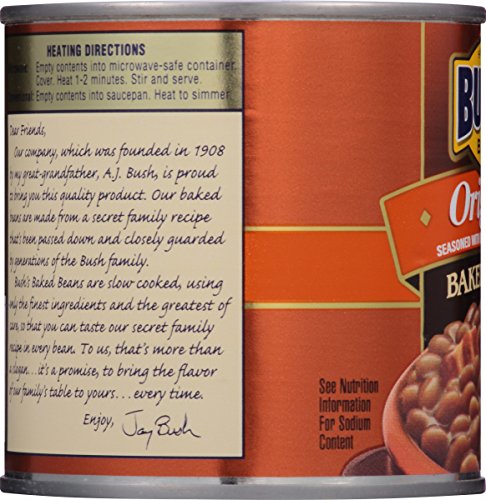 HEATING DIRECTIONS
Empty contents into microwave-safe container.
Cover. Heat 1-2 minutes. Stir and serve.
Empty contents into saucepan. Heat to simmer
Dear Friends,
Our company, which was founded in 1908
by my great-grandfather, A.J. Bush, is proud
to bring you this quality product. Our baked
beans are made from a secret family recipe
that's been passed down and closely guarded
by generations of the Bush family.
Bush's Baked Beans are slow cooked, using
only the finest ingredients and the greatest of
care, so that you can taste our secret family
recipe in every bean. To us, that's more than
a slogan... it's a promise, to bring the flavor
of our family's table to yours... every time.
Enjoy, Jay Bush
BU
Ori
SEASONED WITH
BAKE
See Nutrition
Information
For Sodium
Content